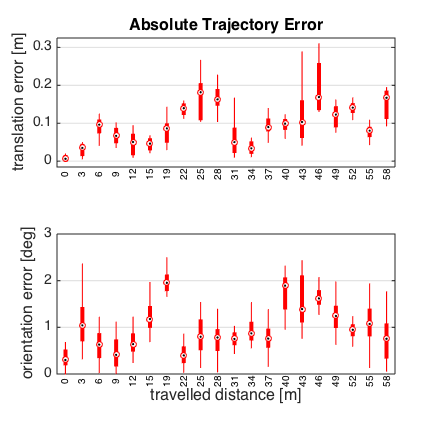 Absolute Trajectory Error
translation error [m]
0.3
0.2
0.1
0
0 3 6 9 12 15 19 22 25 28 31 34 37 40 43 46 49 52 55 58
orientation error [deg]
3
2
1
0
0 3 6 9 12 15 19 22 25 28 31 34 37 40 43 46 49 52 55 58
travelled distance [m]